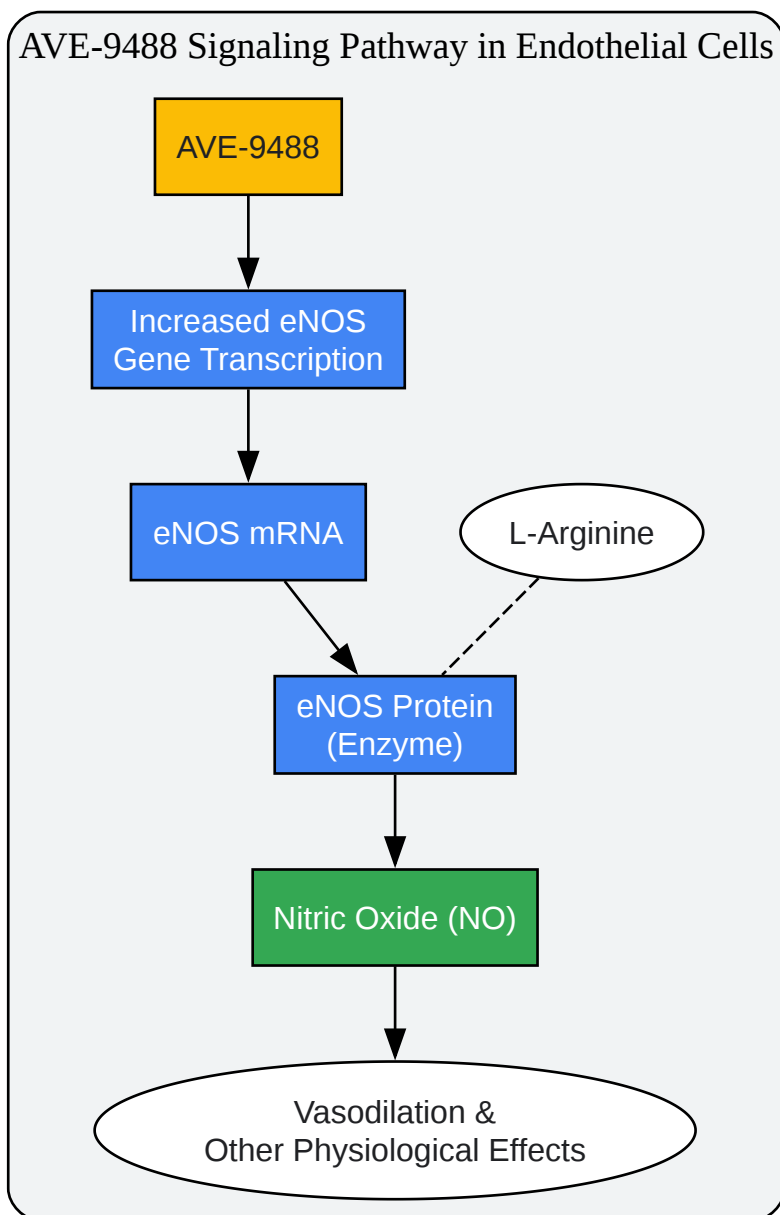 AVE-9488 Signaling Pathway in Endothelial Cells
AVE-9488
Increased eNOS
Gene Transcription
eNOS mRNA
L-Arginine
eNOS Protein
(Enzyme)
Nitric Oxide (NO)
Vasodilation &
Other Physiological Effects